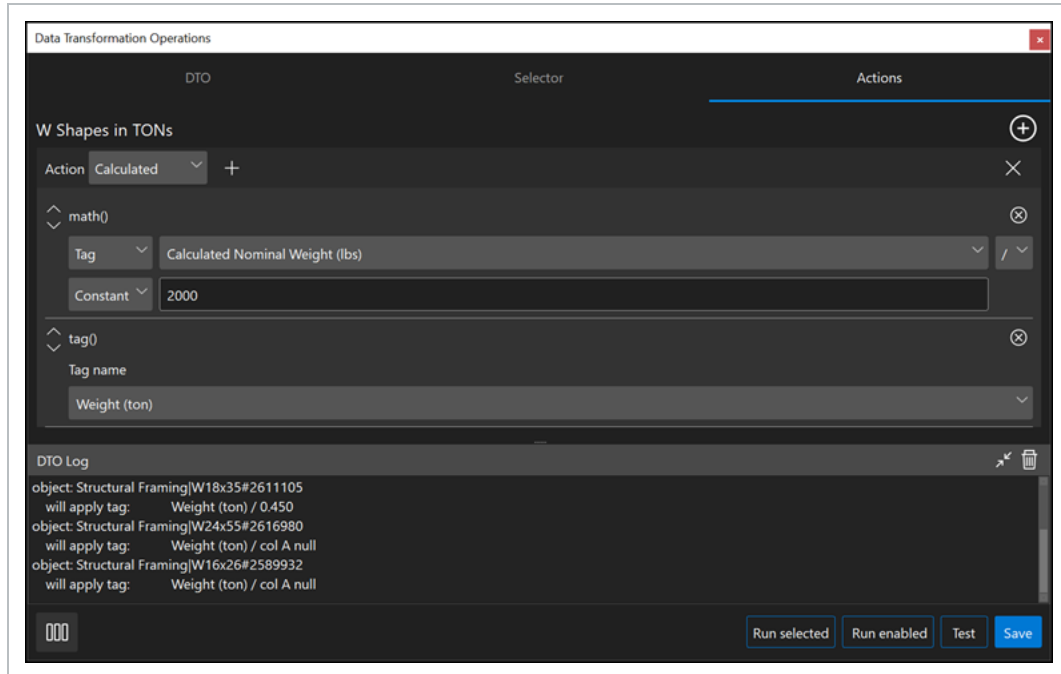 Data Transformation Operations
DTO Selector Actions
W Shapes in TONs
Action Calculated
math()
Tag Calculated Nominal Weight (lbs) /
Constant 2000
tag()
Tag name
Weight (ton)
DTO Log
object: Structural Framing|W18x35#2611105
will apply tag: Weight (ton) / 0.450
object: Structural Framing|W24x55#2616980
will apply tag: Weight (ton) / col A null
object: Structural Framing|W16x26#2589932
will apply tag: Weight (ton) / col A null
Run selected Run enabled Test Save